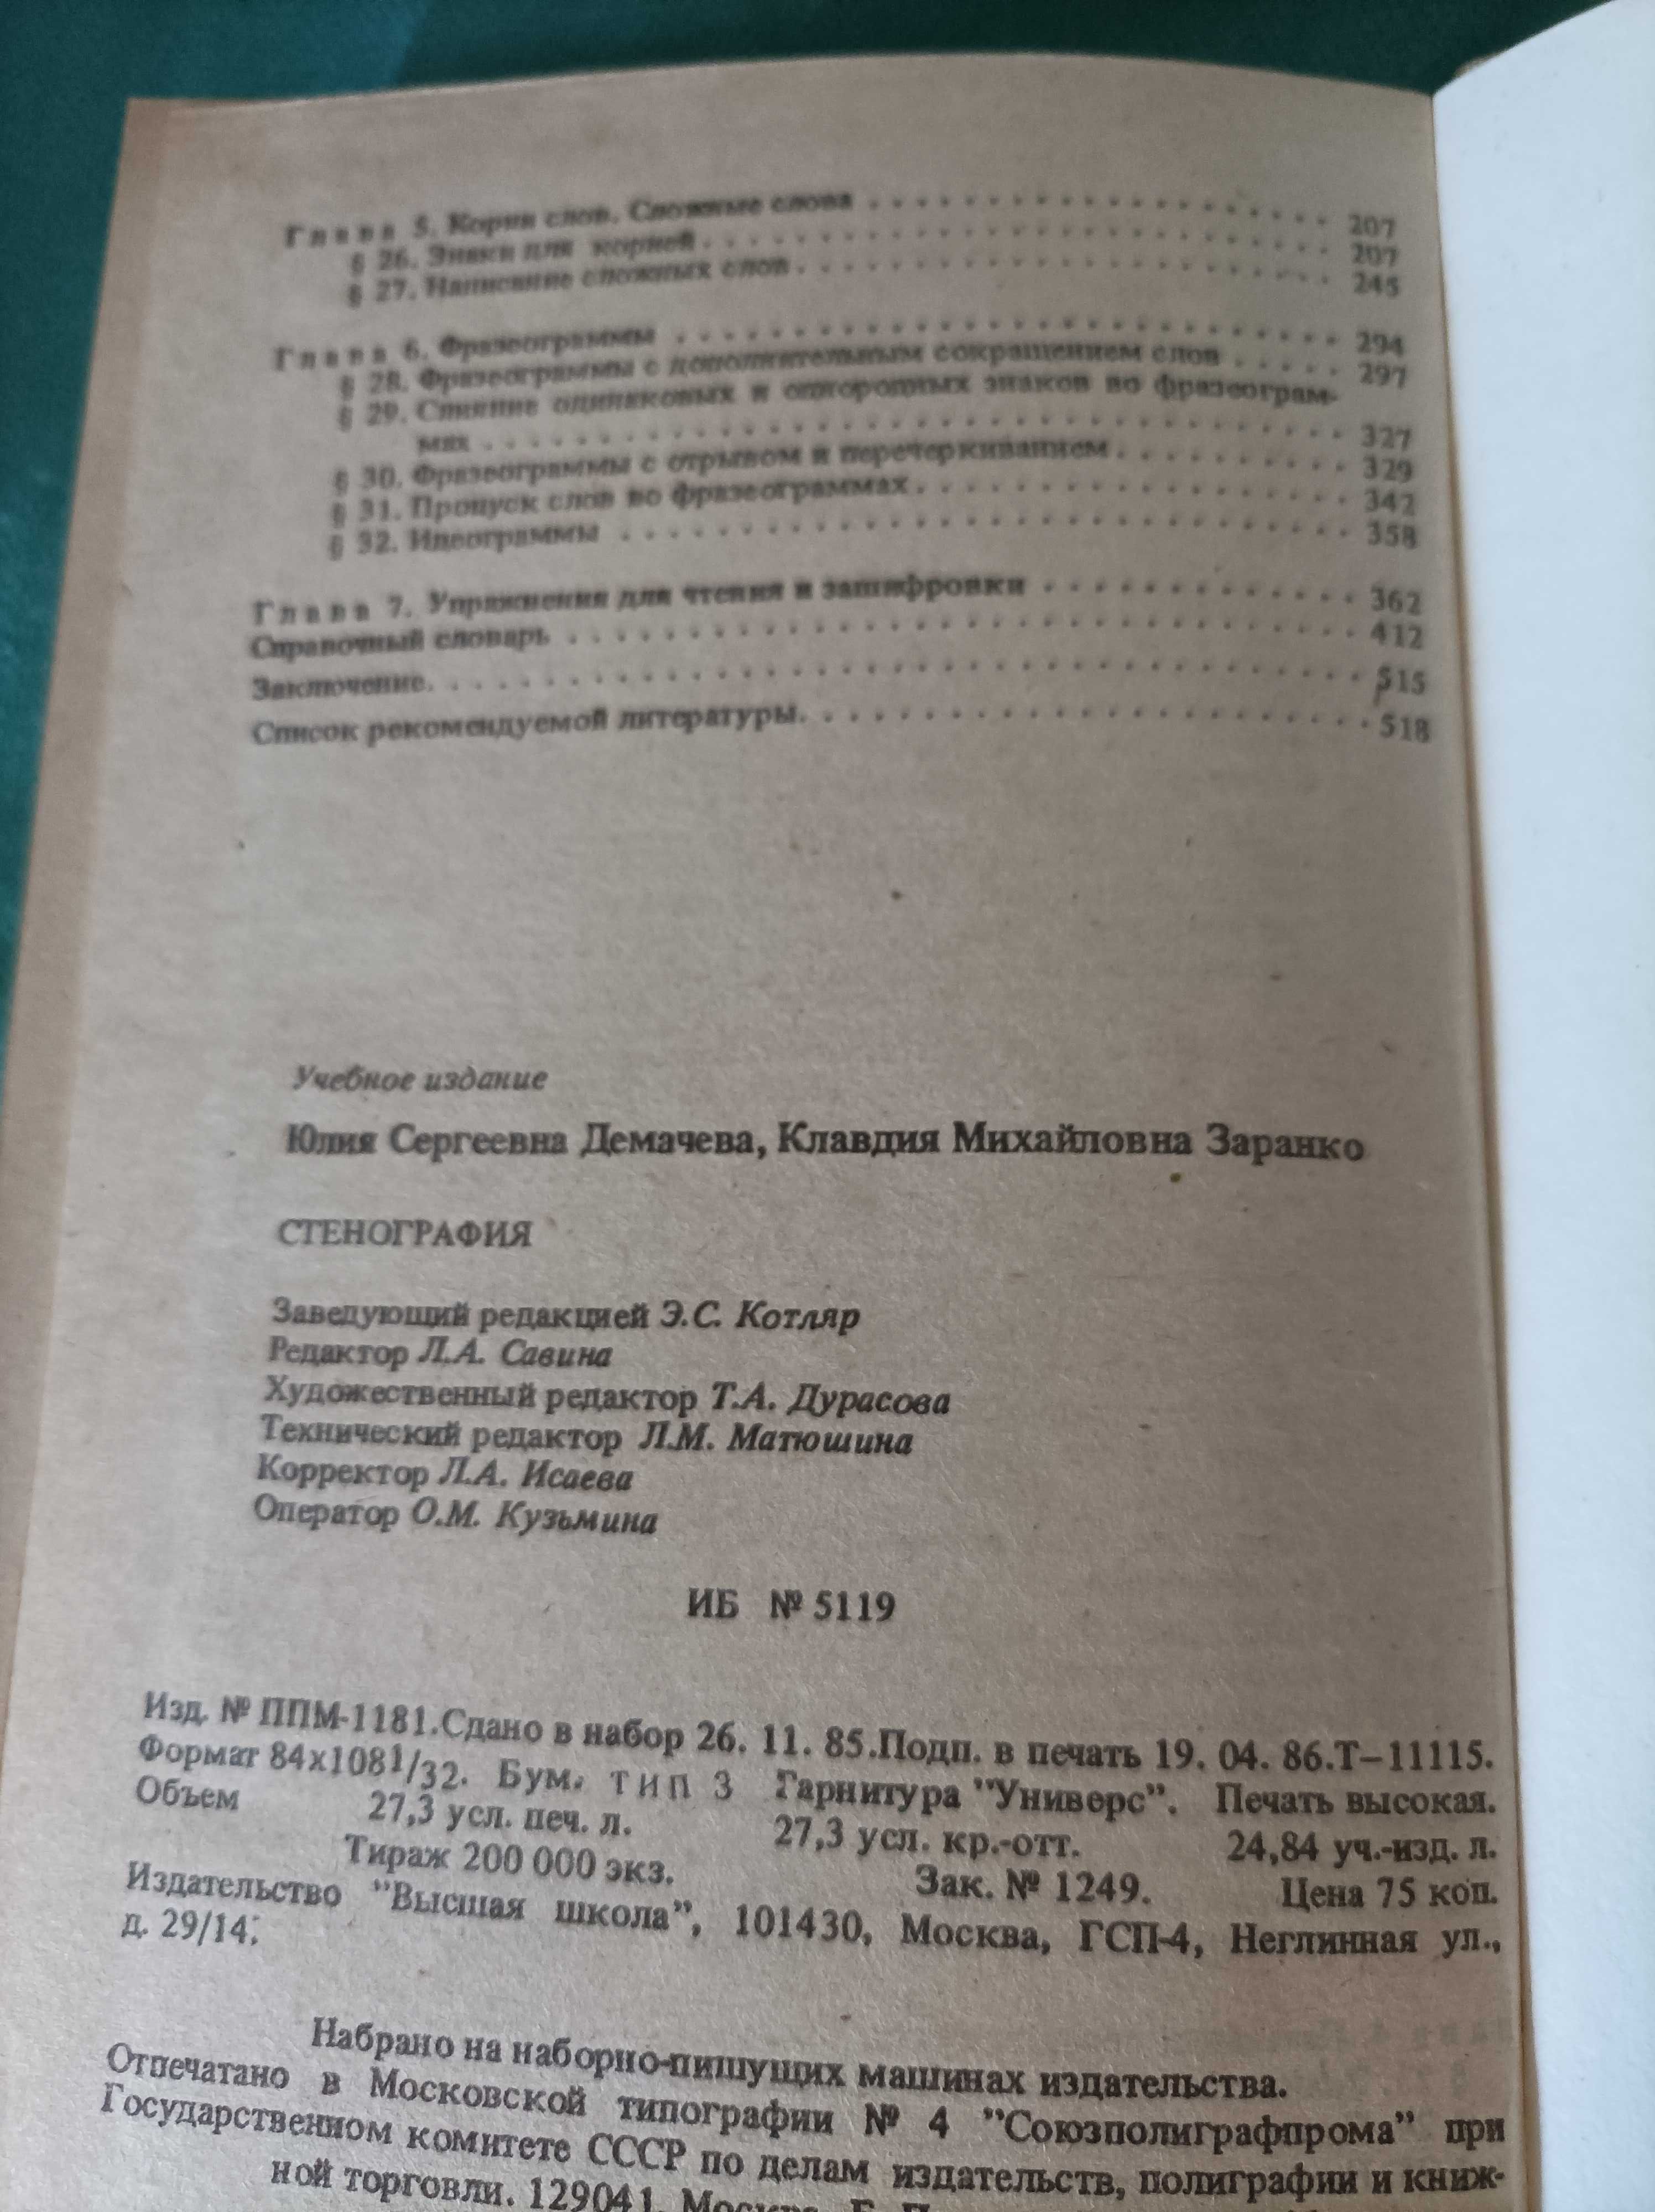 Глава 5. Корни слов. Сложные слова . . . . . . . . . . . . . . . . . . . . 207
§ 26. Знаки для корней . . . . . . . . . . . . . . . . . . . . . . . . . 207
§ 27. Написание сложных слов . . . . . . . . . . . . . . . . . . . . . 245
Глава 6. Фразеограммы . . . . . . . . . . . . . . . . . . . . . . . . . . 294
§ 28. Фразеограммы с дополнительным сокращением слов . . . . . 297
§ 29. Слияние одинаковых и однородных знаков во фразеограм-
мах . . . . . . . . . . . . . . . . . . . . . . . . . . . . . . . . . 327
§ 30. Фразеограммы с отрывом и перечеркиванием . . . . . . . . . 329
§ 31. Пропуск слов во фразеограммах . . . . . . . . . . . . . . . . 342
§ 32. Идеограммы . . . . . . . . . . . . . . . . . . . . . . . . . . . 358
Глава 7. Упражнения для чтения и зашифровки . . . . . . . . . . . . . 362
Справочный словарь . . . . . . . . . . . . . . . . . . . . . . . . . . . 412
Заключение. . . . . . . . . . . . . . . . . . . . . . . . . . . . . . . . 515
Список рекомендуемой литературы. . . . . . . . . . . . . . . . . . . . 518
Учебное издание
Юлия Сергеевна Демачева, Клавдия Михайловна Заранко
СТЕНОГРАФИЯ
Заведующий редакцией Э.С. Котляр
Редактор Л.А. Савина
Художественный редактор Т.А. Дурасова
Технический редактор Л.М. Матюшина
Корректор Л.А. Исаева
Оператор О.М. Кузьмина
ИБ № 5119
Изд. № ППМ-1181.Сдано в набор 26. 11. 85.Подп. в печать 19. 04. 86.Т–11115.
Формат 84х108 1/32. Бум. тип 3 Гарнитура "Универс". Печать высокая.
Объем 27,3 усл. печ. л. 27,3 усл. кр.-отт. 24,84 уч.-изд. л.
Тираж 200 000 экз. Зак. № 1249. Цена 75 коп.
Издательство "Высшая школа", 101430, Москва, ГСП-4, Неглинная ул.,
д. 29/14.
Набрано на наборно-пишущих машинах издательства.
Отпечатано в Московской типографии № 4 "Союзполиграфпрома" при
Государственном комитете СССР по делам издательств, полиграфии и книж-
ной торговли. 129041, Москва,